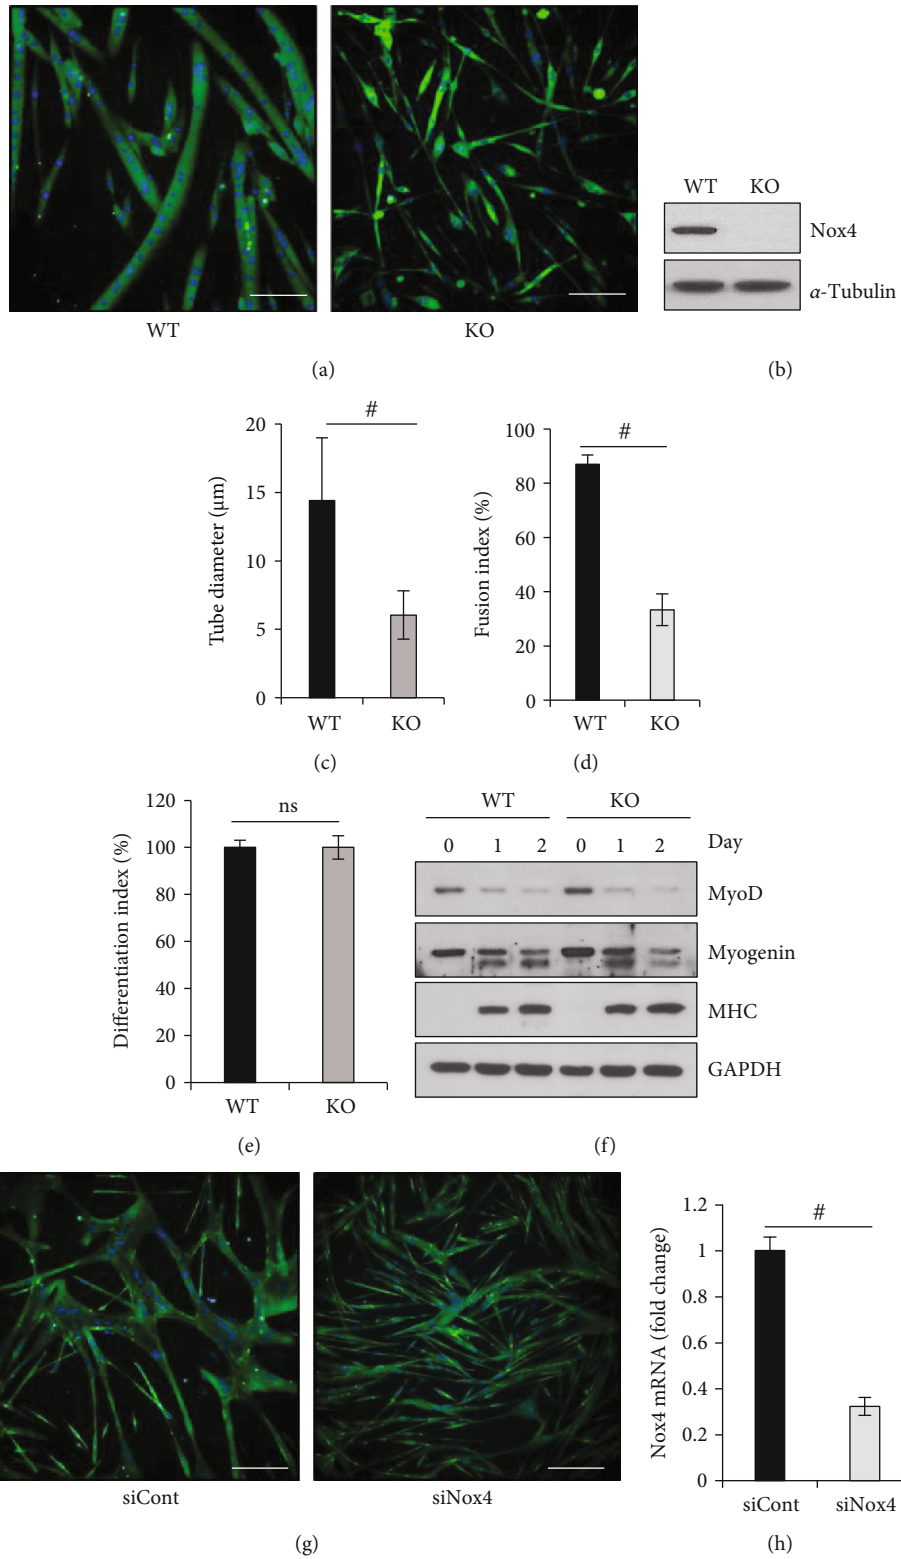 WT
KO
(a)
WT KO
Nox4
α-Tubulin
(b)
Tube diameter (μm)
20
15
10
5
0
#
WT KO
(c)
Fusion index (%)
100
80
60
40
20
0
#
WT KO
(d)
Differentiation index (%)
120
100
80
60
40
20
0
ns
WT KO
(e)
WT KO
0 1 2 0 1 2 Day
MyoD
Myogenin
MHC
GAPDH
(f)
siCont
siNox4
(g)
Nox4 mRNA (fold change)
1.2
1
0.8
0.6
0.4
0.2
0
#
siCont siNox4
(h)